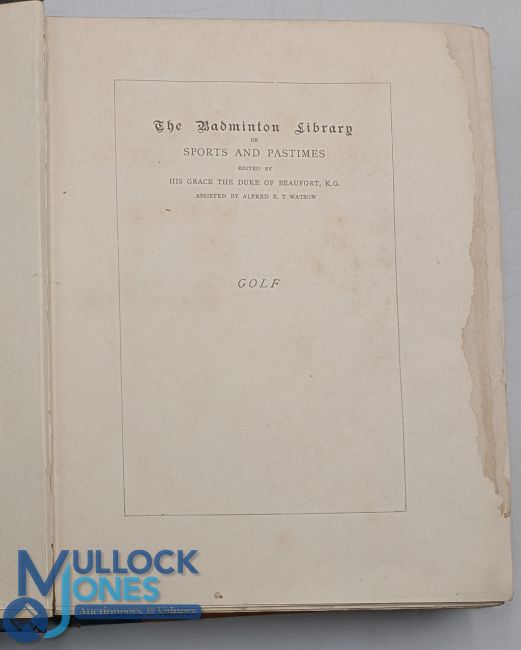 The Badminton Library
OF
SPORTS AND PASTIMES
EDITED BY
HIS GRACE THE DUKE OF BEAUFORT, K.G.
ASSISTED BY ALFRED E. T. WATSON
GOLF
MULLOCK
JONES
Auctioneers & Valuers